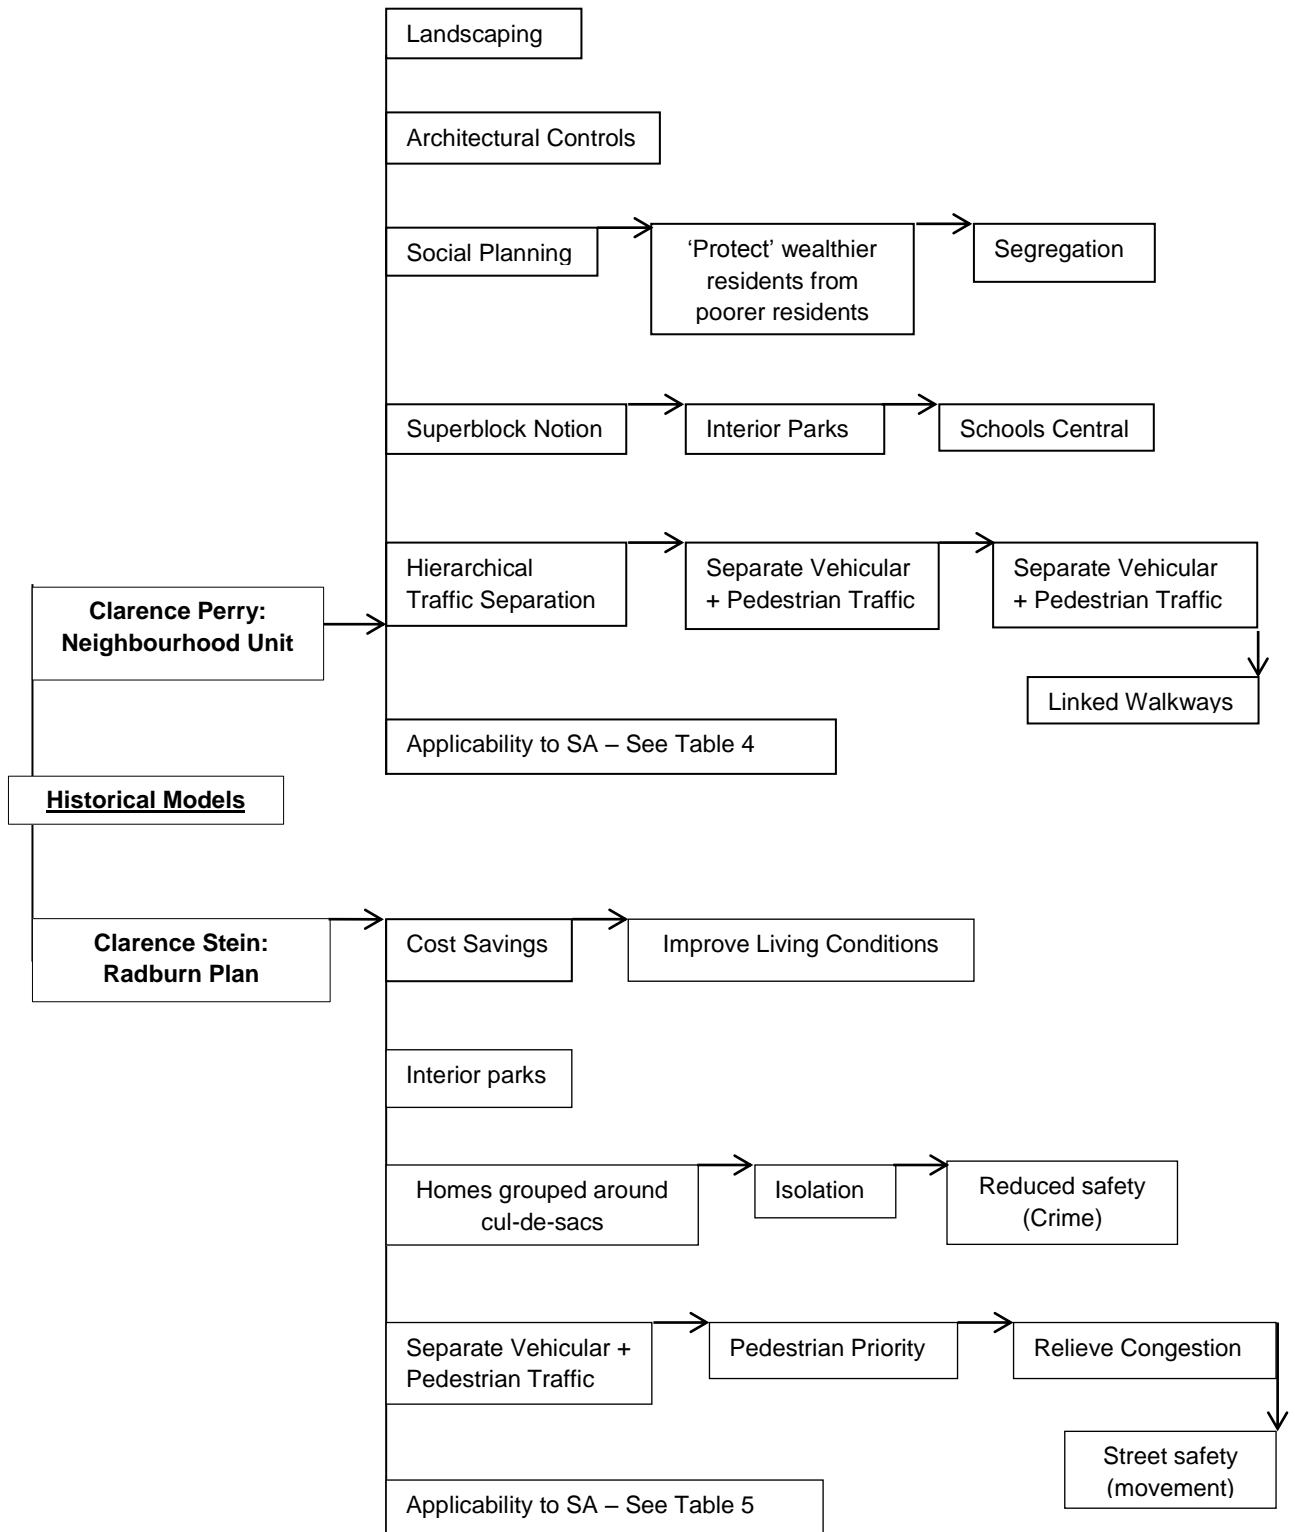 Landscaping
Architectural Controls
Social Planning
‘Protect’ wealthier
residents from
poorer residents
Segregation
Superblock Notion
Interior Parks
Schools Central
Hierarchical
Traffic Separation
Separate Vehicular
+ Pedestrian Traffic
Separate Vehicular
+ Pedestrian Traffic
Clarence Perry:
Neighbourhood Unit
Linked Walkways
Applicability to SA – See Table 4
Historical Models
Clarence Stein:
Radburn Plan
Cost Savings
Improve Living Conditions
Interior parks
Homes grouped around
cul-de-sacs
Isolation
Reduced safety
(Crime)
Separate Vehicular +
Pedestrian Traffic
Pedestrian Priority
Relieve Congestion
Street safety
(movement)
Applicability to SA – See Table 5